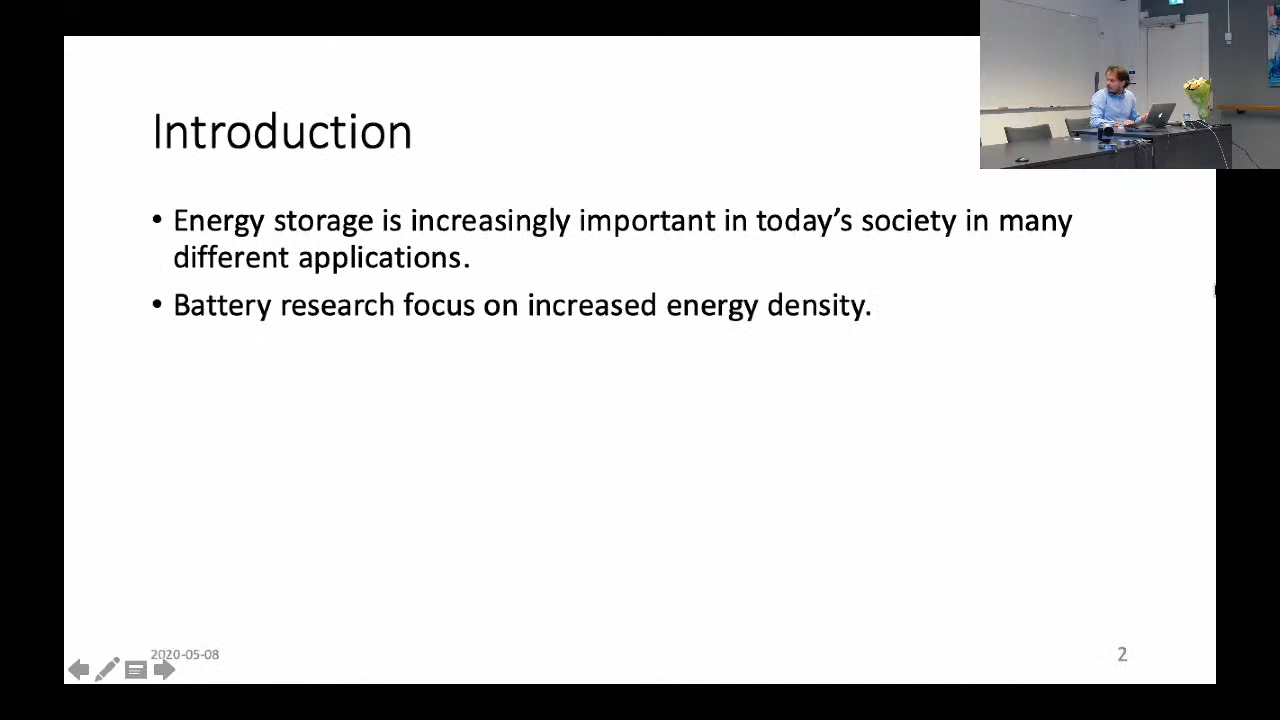 Introduction
• Energy storage is increasingly important in today's society in many
different applications.
• Battery research focus on increased energy density.
2020-05-08
2